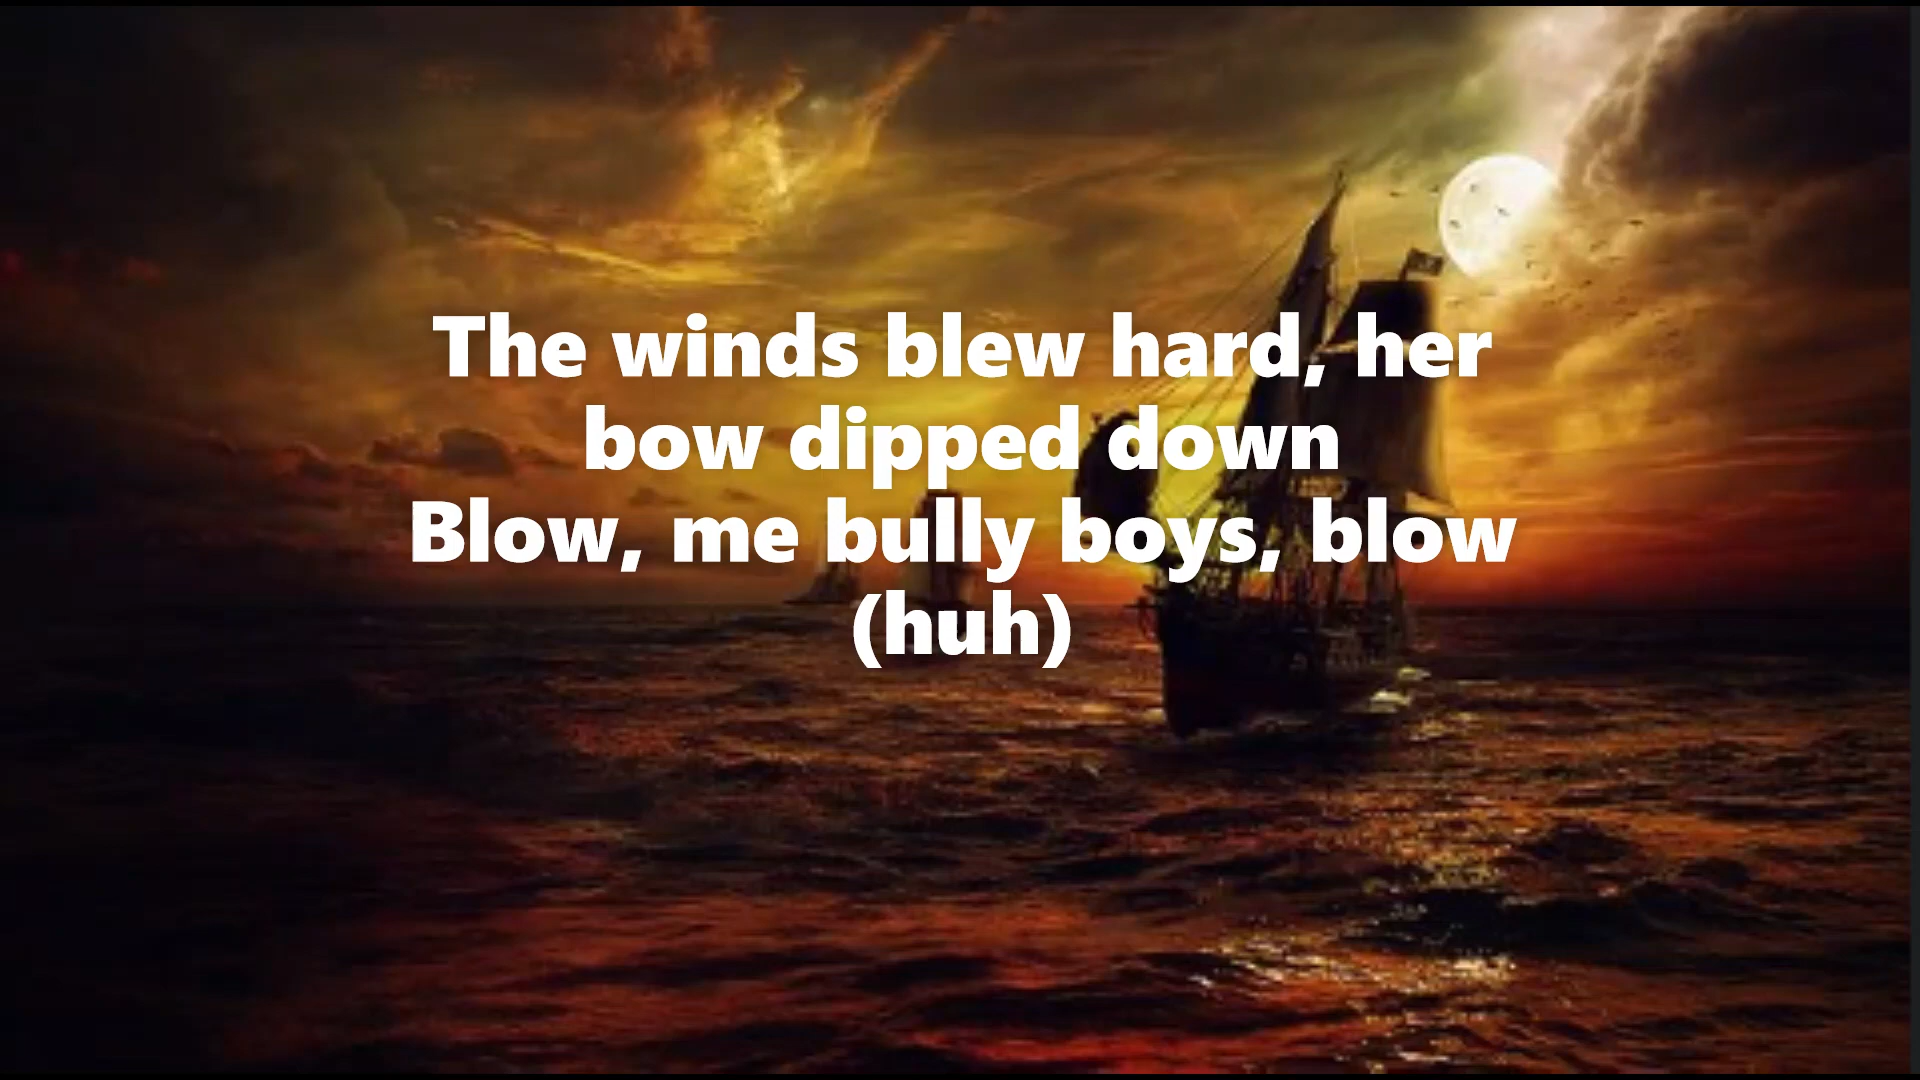 The winds blew hard, her
bow dipped down
Blow, me bully boys, blow
(huh)